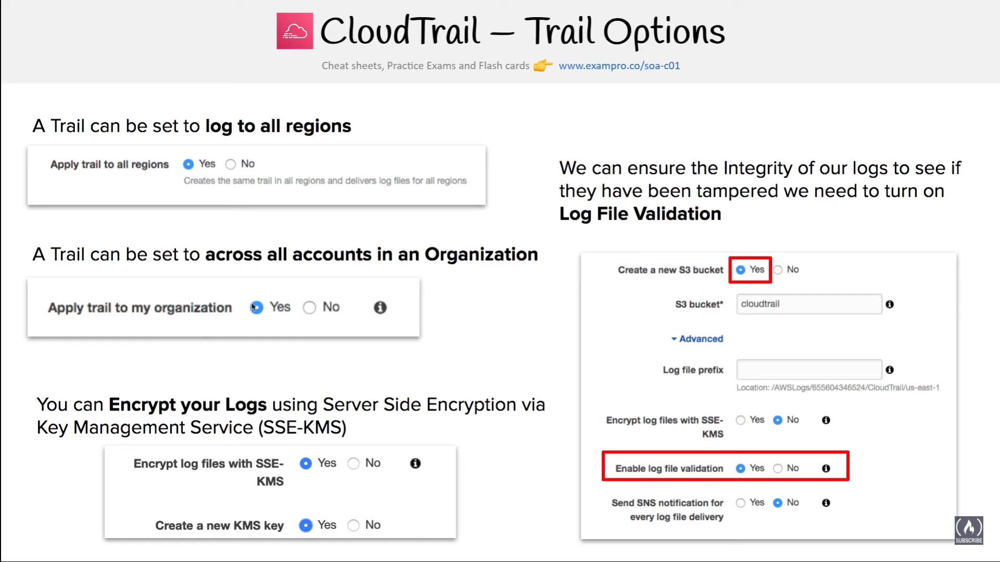 CloudTrail – Trail Options
Cheat sheets, Practice Exams and Flash cards 👉 www.exampro.co/soa-c01
A Trail can be set to log to all regions
Apply trail to all regions Yes No
Creates the same trail in all regions and delivers log files for all regions
A Trail can be set to across all accounts in an Organization
Apply trail to my organization Yes No
You can Encrypt your Logs using Server Side Encryption via
Key Management Service (SSE-KMS)
Encrypt log files with SSE- Yes No
KMS
Create a new KMS key Yes No
We can ensure the Integrity of our logs to see if
they have been tampered we need to turn on
Log File Validation
Create a new S3 bucket Yes No
S3 bucket* cloudtrail
Advanced
Log file prefix
Location: /AWSLogs/655604346524/CloudTrail/us-east-1
Encrypt log files with SSE- Yes No
KMS
Enable log file validation Yes No
Send SNS notification for Yes No
every log file delivery
SUBSCRIBE